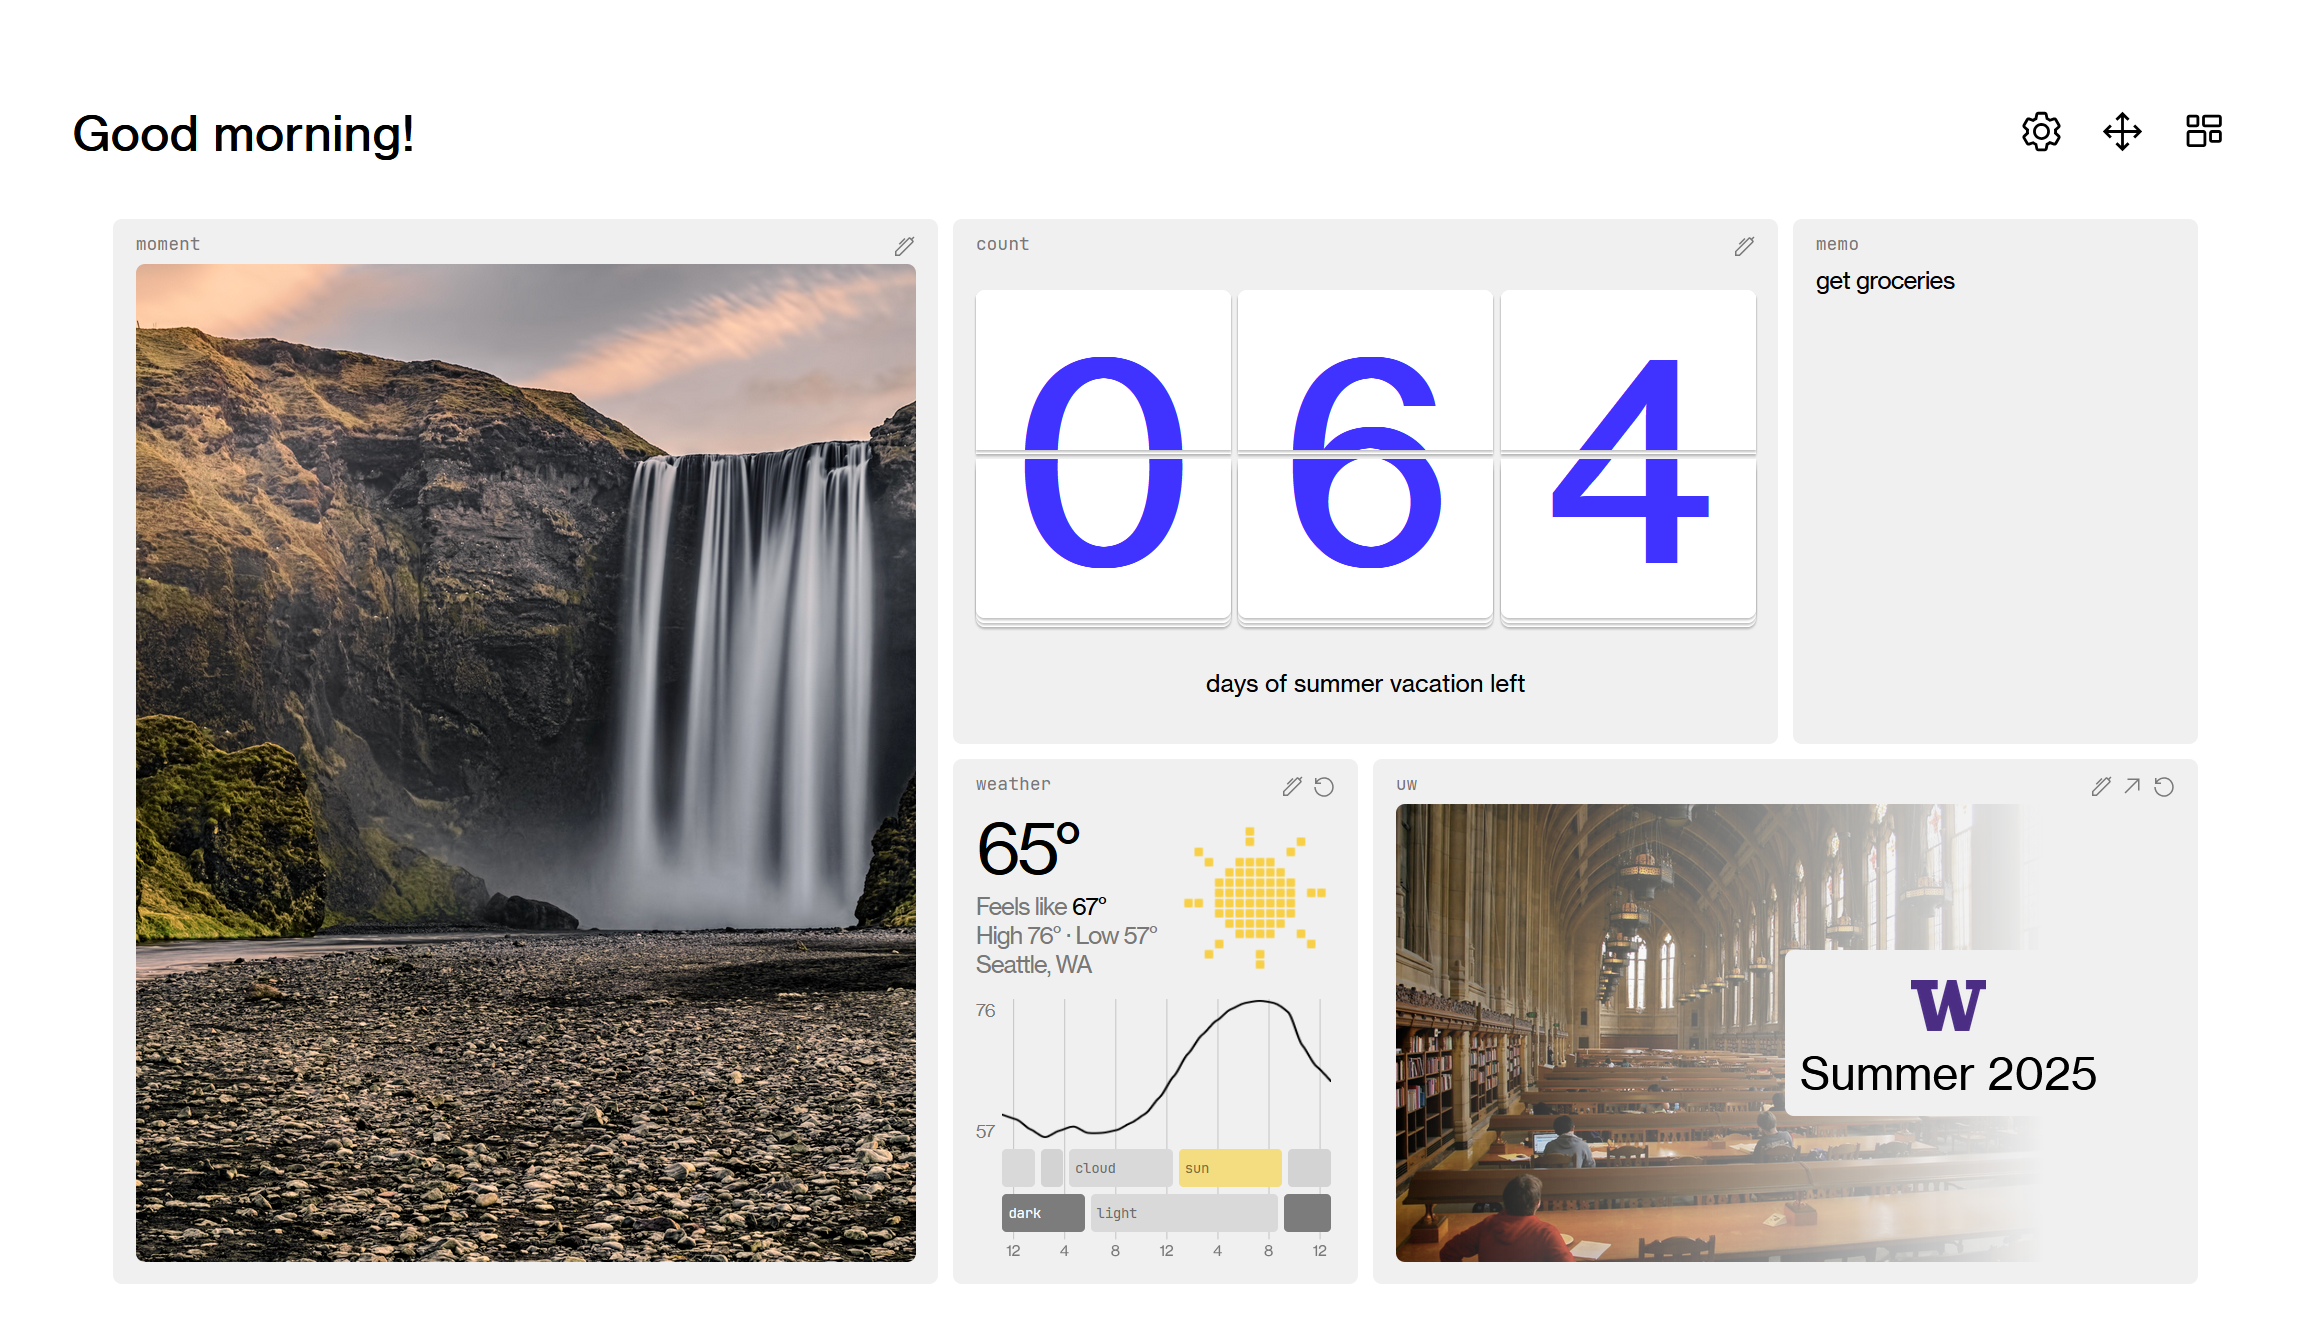 Good morning!
moment
count
0 6 4
days of summer vacation left
memo
get groceries
weather
65°
Feels like 67°
High 76° · Low 57°
Seattle, WA
76
57
cloud
sun
dark
light
12 4 8 12 4 8 12
uw
W
Summer 2025